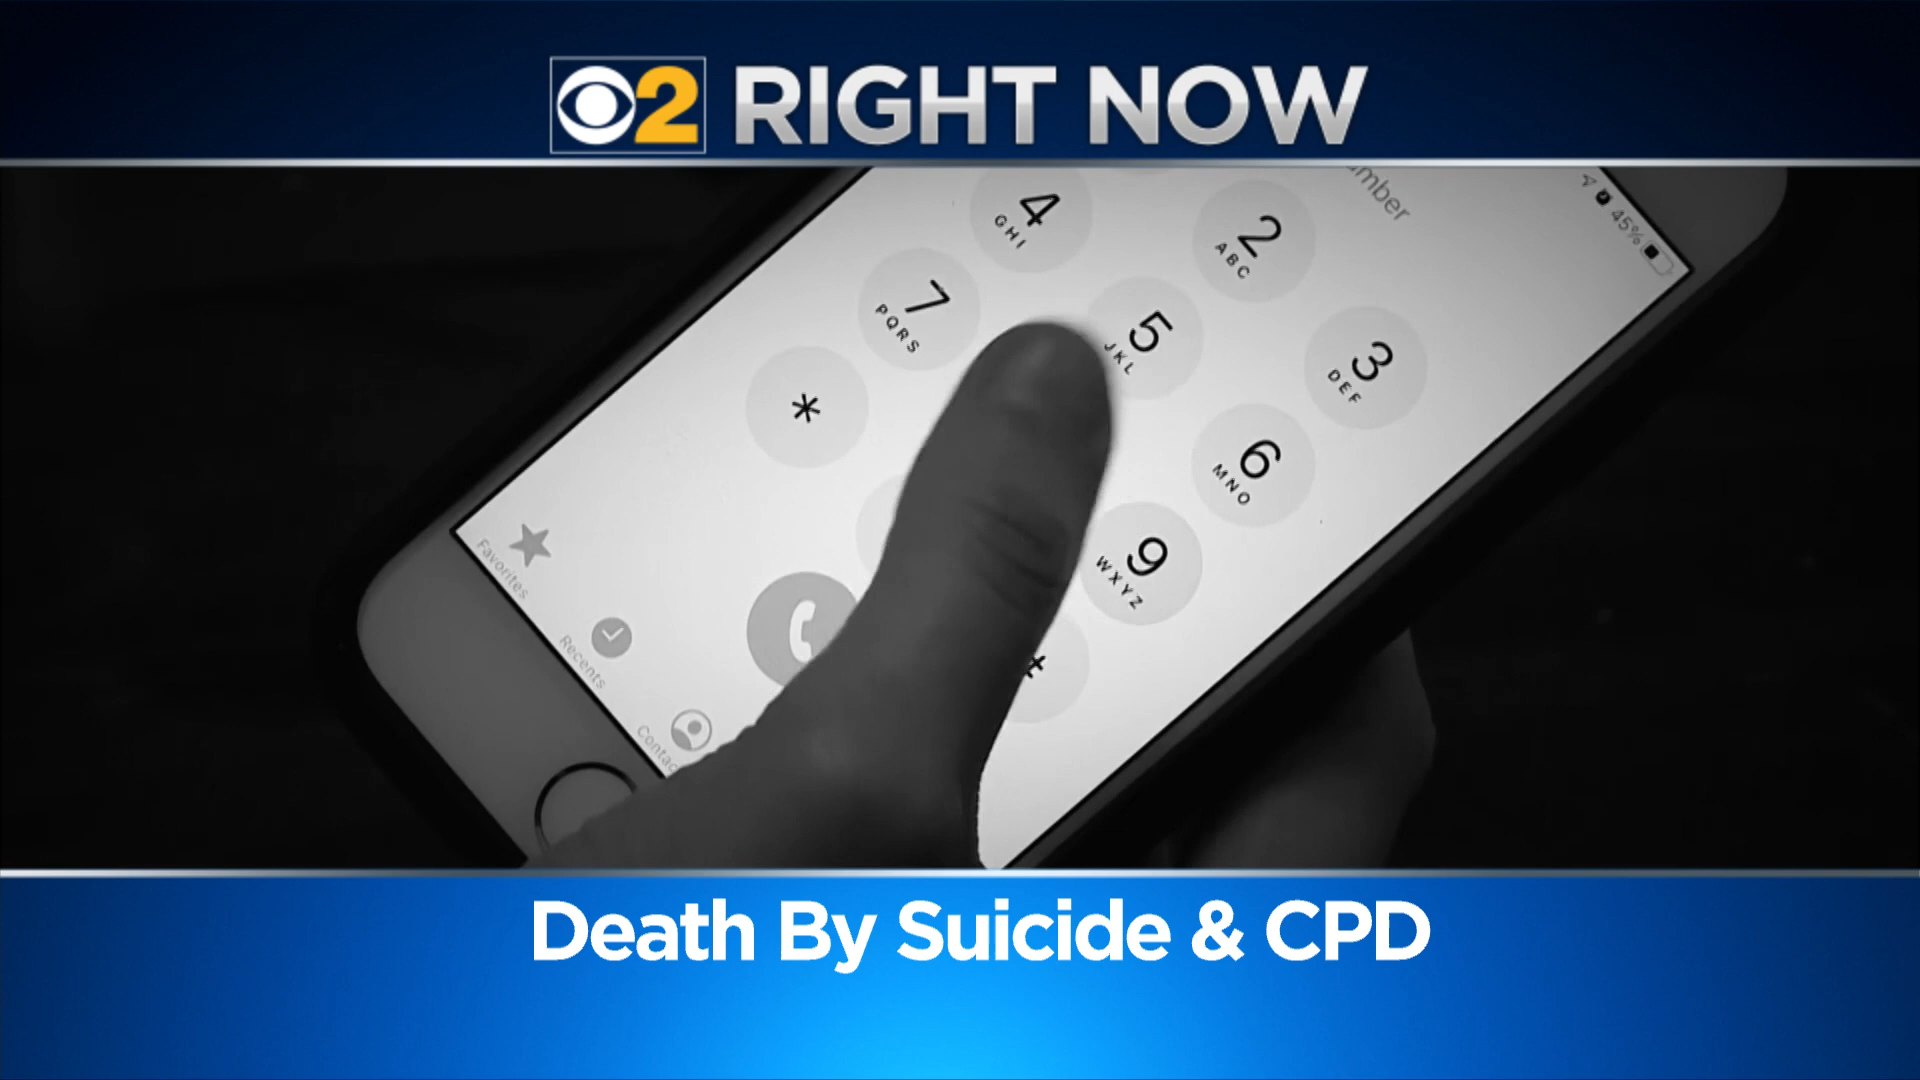 2 RIGHT NOW
45%
4
GHI
2
ABC
7
PQRS
5
JKL
3
DEF
*
6
MNO
9
WXYZ
Favorites
Recents
Death By Suicide & CPD